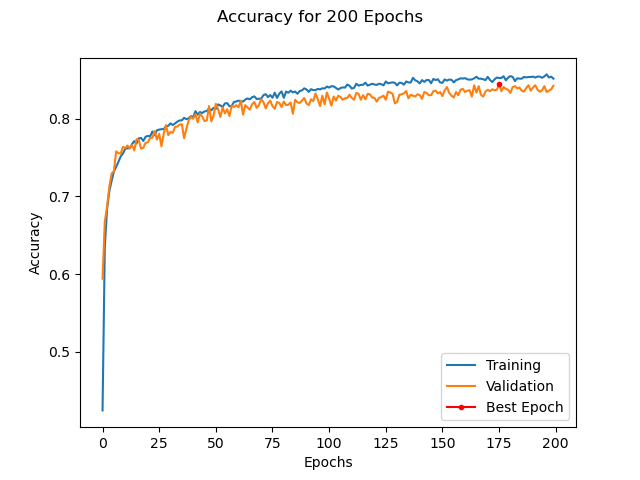 Accuracy for 200 Epochs
0.8
0.7
0.6
0.5
Accuracy
0
25
50
75
100
125
150
175
200
Epochs
Training
Validation
Best Epoch